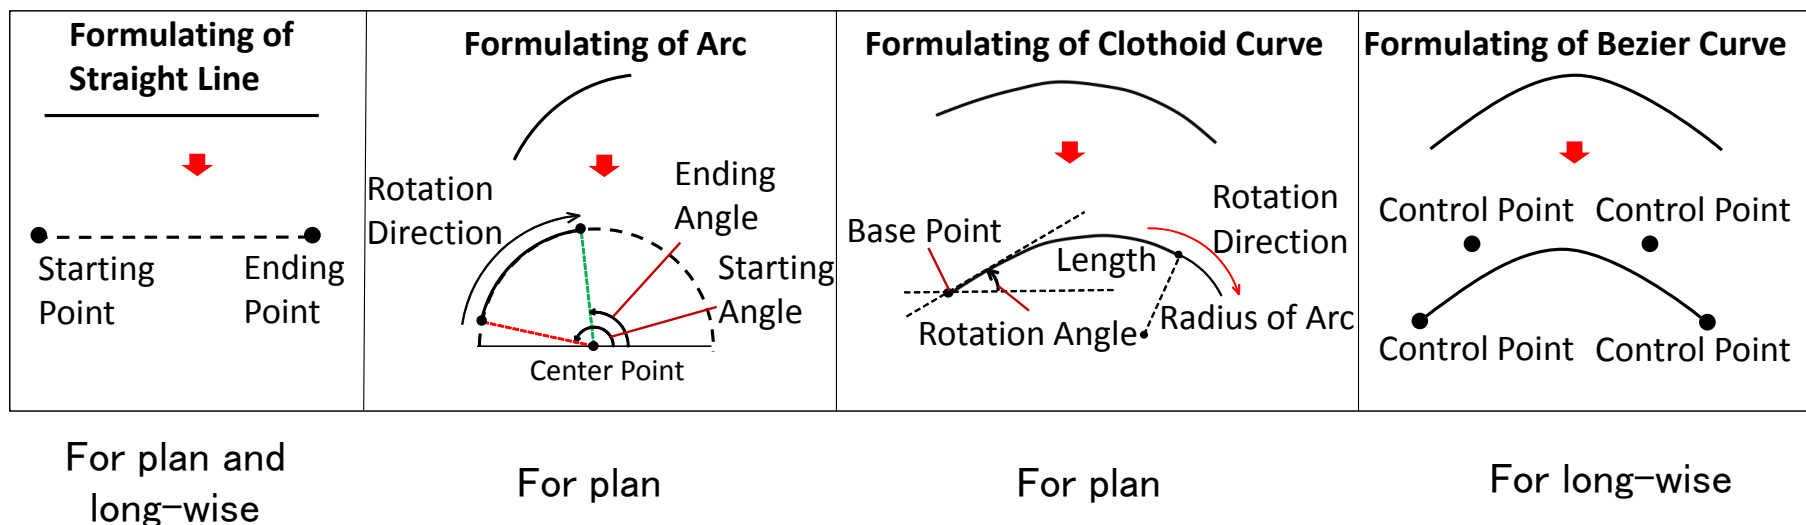 Formulating of
Straight Line
Starting
Point
Ending
Point
Formulating of Arc
Rotation
Direction
Ending
Angle
Starting
Angle
Center Point
Formulating of Clothoid Curve
Base Point
Rotation
Direction
Length
Rotation Angle
Radius of Arc
Formulating of Bezier Curve
Control Point
Control Point
Control Point
Control Point
For plan and
long-wise
For plan
For plan
For long-wise